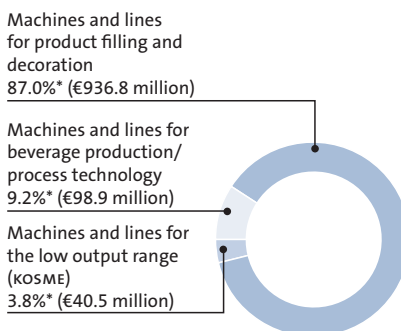 Machines and lines
for product filling and
decoration
87.0%* (€936.8 million)
Machines and lines for
beverage production/
process technology
9.2%* (€98.9 million)
Machines and lines for
the low output range
(KOSME)
3.8%* (€40.5 million)